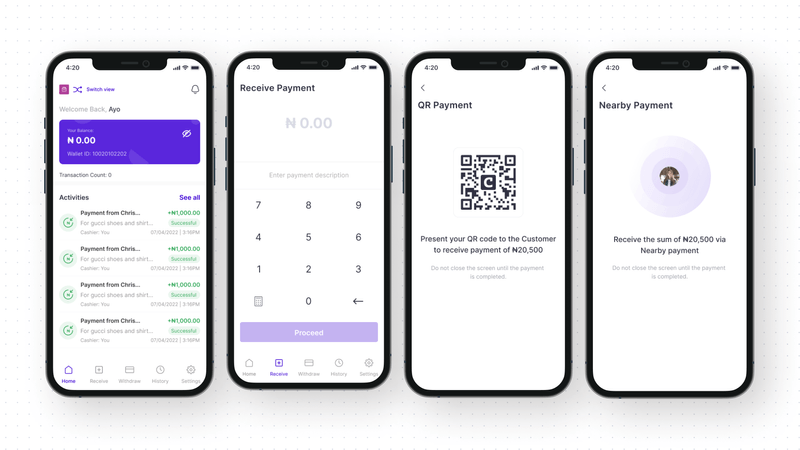 4:20
Switch view
Welcome Back, Ayo
Your Balance
₦ 0.00
Wallet ID: 10020102202
Transaction Count: 0
Activities See all
Payment from Chris... +₦1,000.00
For gucci shoes and shirt... Successful
Cashier: You 07/04/2022 | 3:16PM
Payment from Chris... +₦1,000.00
For gucci shoes and shirt... Successful
Cashier: You 07/04/2022 | 3:16PM
Payment from Chris... +₦1,000.00
For gucci shoes and shirt... Successful
Cashier: You 07/04/2022 | 3:16PM
Payment from Chris... +₦1,000.00
For gucci shoes and shirt... Successful
Cashier: You 07/04/2022 | 3:16PM
Home Receive Withdraw History Settings
4:20
Receive Payment
₦ 0.00
Enter payment description
7 8 9
4 5 6
1 2 3
0
Proceed
Home Receive Withdraw History Settings
4:20
QR Payment
C
Present your QR code to the Customer
to receive payment of ₦20,500
Do not close the screen until the payment
is completed.
4:20
Nearby Payment
Receive the sum of ₦20,500 via
Nearby payment
Do not close the screen until the payment
is completed.